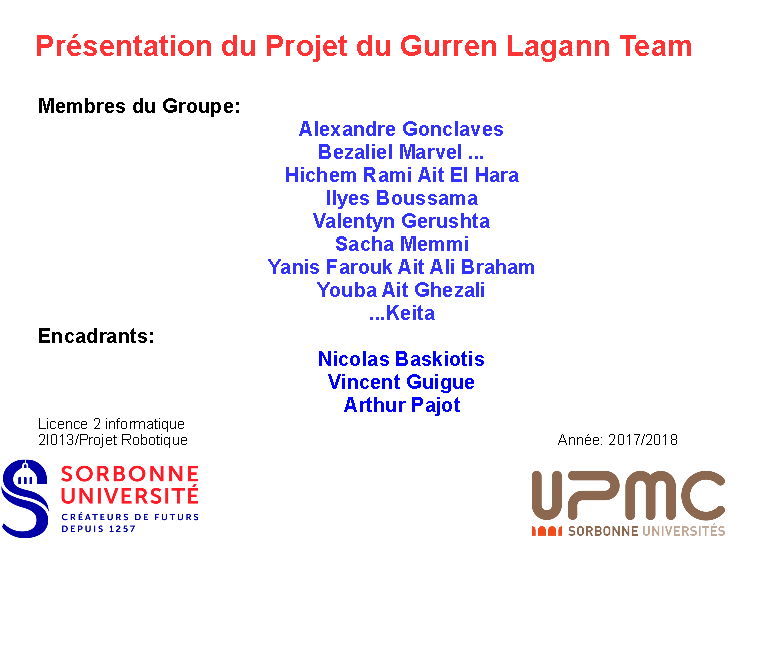 Présentation du Projet du Gurren Lagann Team
Membres du Groupe:
Alexandre Gonclaves
Bezaliel Marvel ...
Hichem Rami Ait El Hara
Ilyes Boussama
Valentyn Gerushta
Sacha Memmi
Yanis Farouk Ait Ali Braham
Youba Ait Ghezali
...Keita
Encadrants:
Nicolas Baskiotis
Vincent Guigue
Arthur Pajot
Licence 2 informatique
2I013/Projet Robotique
Année: 2017/2018
SORBONNE
UNIVERSITÉ
CRÉATEURS DE FUTURS
DEPUIS 1257
UPMC
SORBONNE UNIVERSITÉS